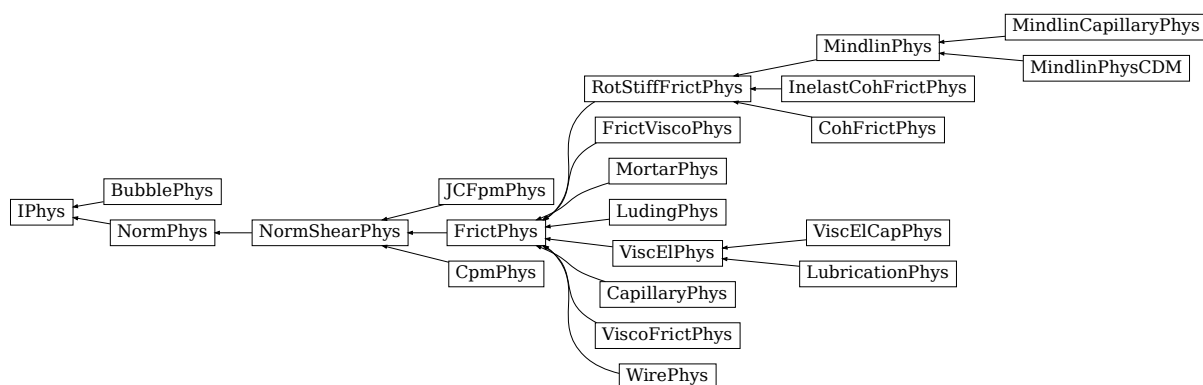 MindlinCapillaryPhys
MindlinPhys
MindlinPhysCDM
RotStiffFrictPhys
InelastCohFrictPhys
FrictViscoPhys
CohFrictPhys
MortarPhys
BubblePhys
JCFpmPhys
IPhys
LudingPhys
NormPhys
NormShearPhys
FrictPhys
ViscElCapPhys
ViscElPhys
CpmPhys
LubricationPhys
CapillaryPhys
ViscoFrictPhys
WirePhys